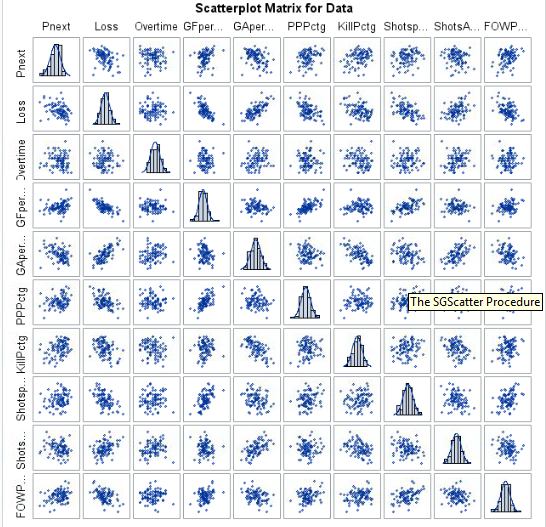 Scatterplot Matrix for Data
Pnext Loss Overtime GFper... GAper... PPPctg KillPctg Shotsp... ShotsA... FOWP...
Pnext
Loss
Overtime
GFper...
GAper...
PPPctg
The SGScatter Procedure
KillPctg
Shotsp...
Shots...
FOWP...